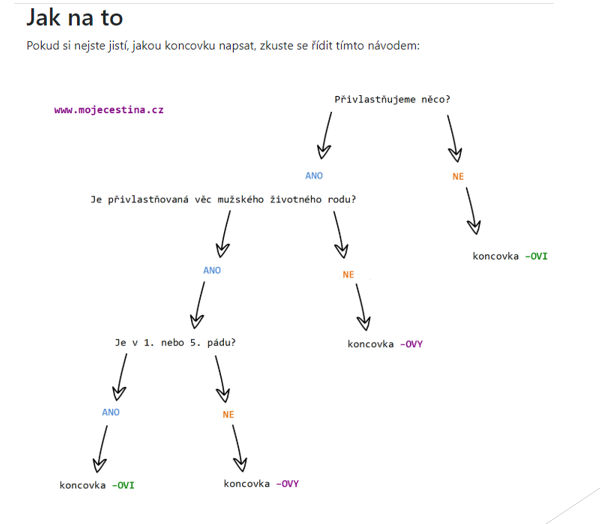 Jak na to
Pokud si nejste jistí, jakou koncovku napsat, zkuste se řídit tímto návodem:
Přivlastňujeme něco?
www.mojecestina.cz
ANO
NE
Je přivlastňovaná věc mužského životného rodu?
koncovka -OVI
ANO
NE
Je v 1. nebo 5. pádu?
koncovka -OVY
ANO
NE
koncovka -OVI
koncovka -OVY